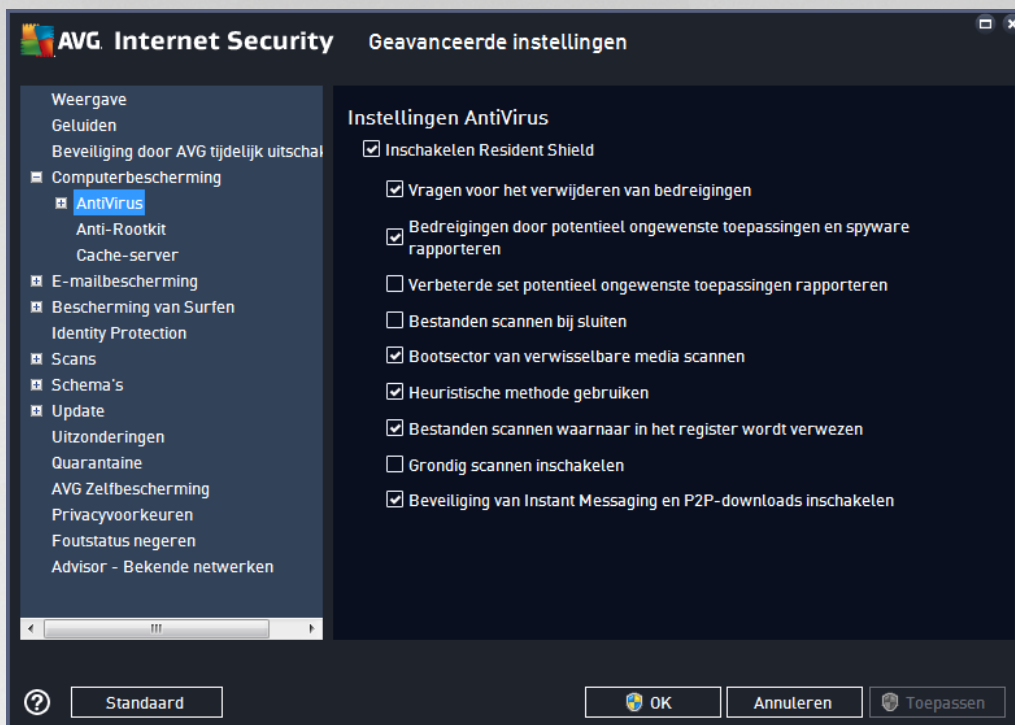 AVG. Internet Security Geavanceerde instellingen
Weergave
Geluiden
Beveiliging door AVG tijdelijk uitschak
Computerbescherming
AntiVirus
Anti-Rootkit
Cache-server
E-mailbescherming
Bescherming van Surfen
Identity Protection
Scans
Schema's
Update
Uitzonderingen
Quarantaine
AVG Zelfbescherming
Privacyvoorkeuren
Foutstatus negeren
Advisor - Bekende netwerken
Instellingen AntiVirus
Inschakelen Resident Shield
Vragen voor het verwijderen van bedreigingen
Bedreigingen door potentieel ongewenste toepassingen en spyware
rapporteren
Verbeterde set potentieel ongewenste toepassingen rapporteren
Bestanden scannen bij sluiten
Bootsector van verwisselbare media scannen
Heuristische methode gebruiken
Bestanden scannen waarnaar in het register wordt verwezen
Grondig scannen inschakelen
Beveiliging van Instant Messaging en P2P-downloads inschakelen
? Standaard OK Annuleren Toepassen